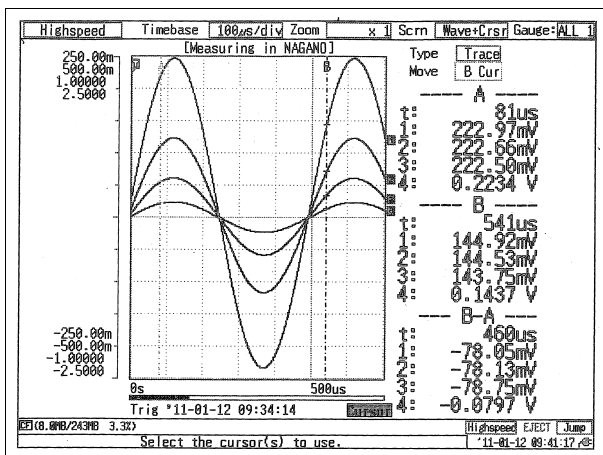 Highspeed Timebase 100µs/div Zoom x 1 Scrn Wave+Crsr Gauge:ALL 1
[Measuring in NAGANO]
Type Trace
Move B Cur
250.00m
500.00m
1.00000
2.5000
A B
A
t: 81us
1: 222.97mV
2: 222.66mV
3: 222.50mV
4: 0.2234 V
B
t: 541us
1: 144.92mV
2: 144.53mV
3: 143.75mV
4: 0.1437 V
B-A
t: 460us
1: -78.05mV
2: -78.13mV
3: -78.75mV
4: -0.0797 V
-250.00m
-500.00m
-1.00000
-2.5000
0s 500us
Trig '11-01-12 09:34:14
CF(8.0MB/243MB 3.3%) Highspeed EJECT Jump
Select the cursor(s) to use. '11-01-12 09:41:17